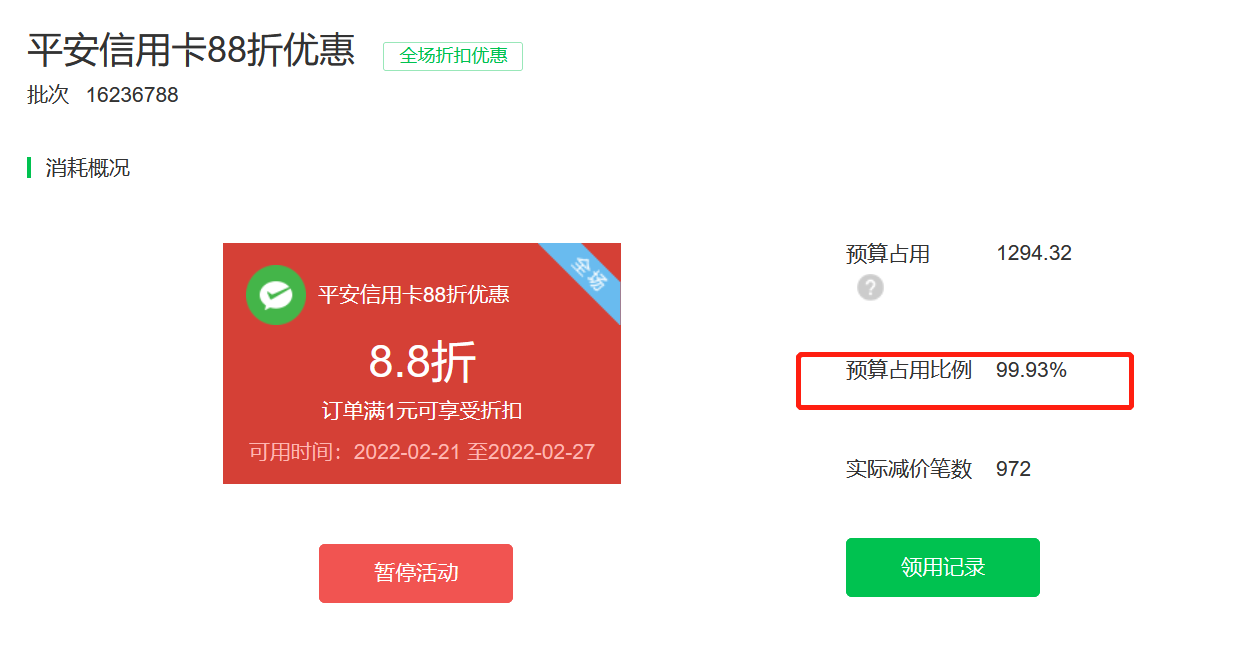 平安信用卡88折优惠 全场折扣优惠
批次 16236788
消耗概况
全场
平安信用卡88折优惠
8.8折
订单满1元可享受折扣
可用时间：2022-02-21 至2022-02-27
暂停活动
预算占用 1294.32
?
预算占用比例 99.93%
实际减价笔数 972
领用记录